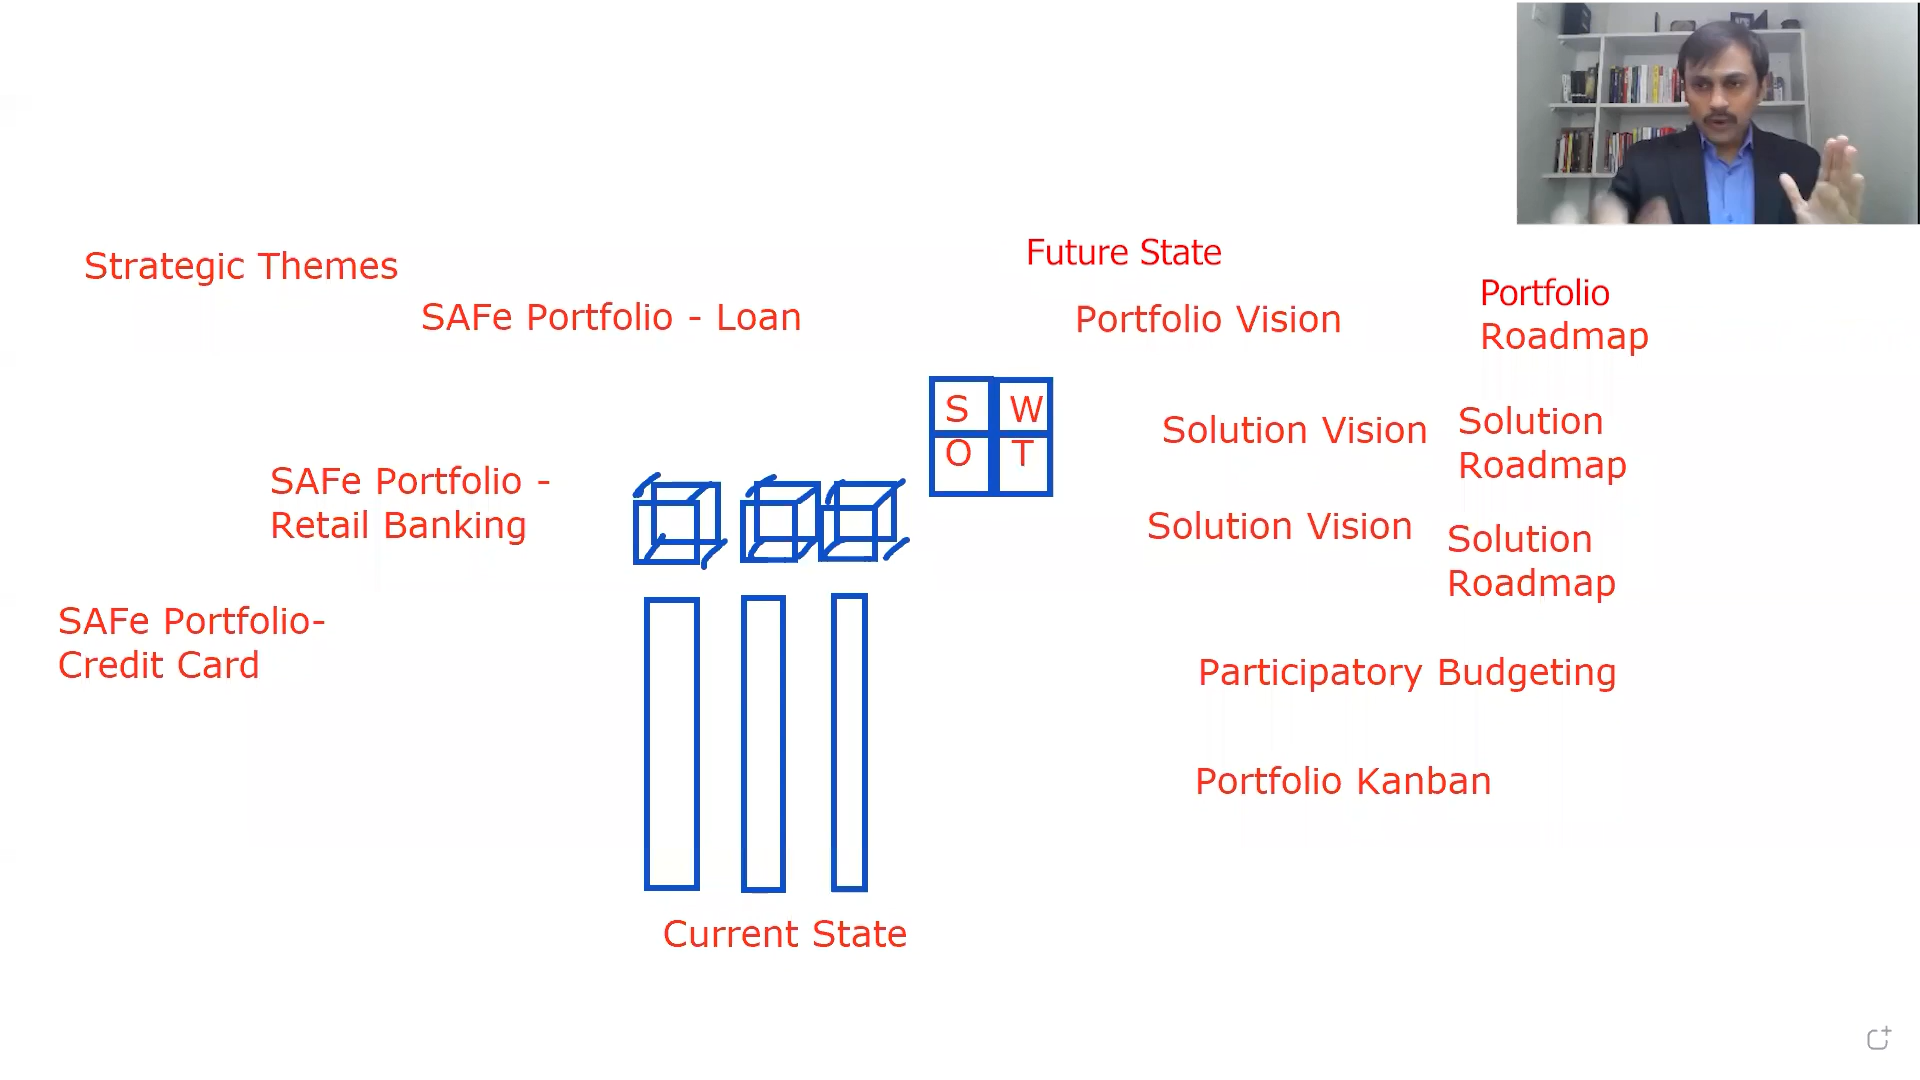 Strategic Themes
SAFe Portfolio - Loan
Future State
Portfolio Vision
Portfolio
Roadmap
S W
O T
Solution Vision
Solution
Roadmap
SAFe Portfolio -
Retail Banking
Solution Vision
Solution
Roadmap
SAFe Portfolio-
Credit Card
Participatory Budgeting
Portfolio Kanban
Current State